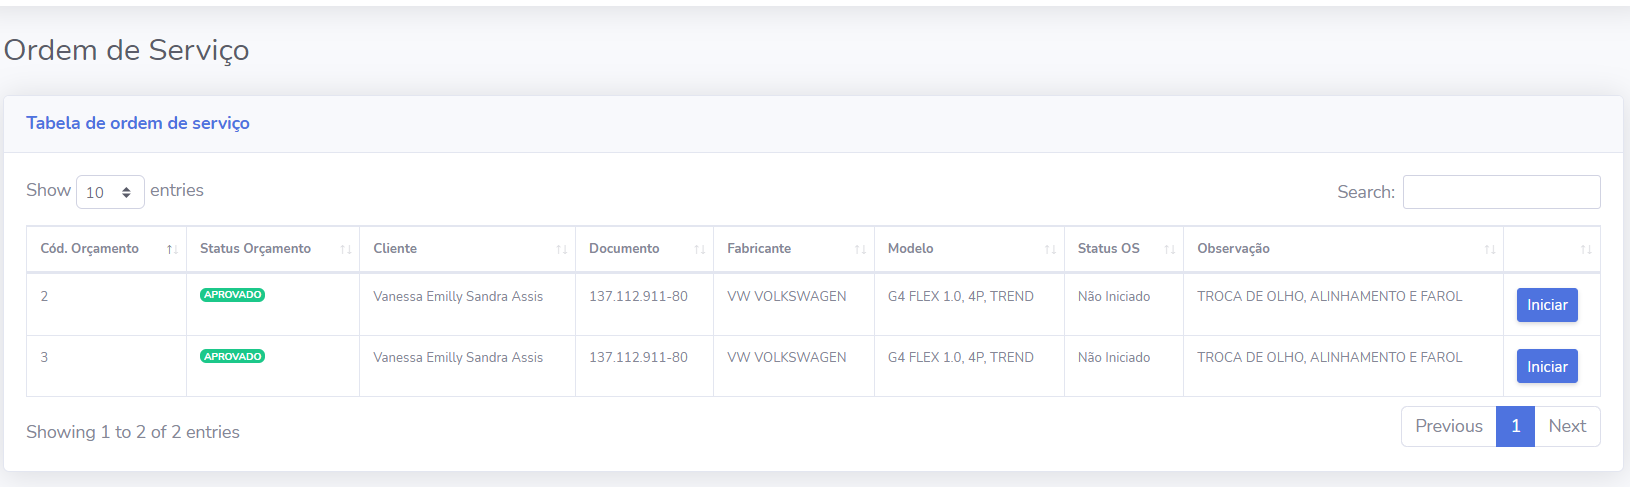 Ordem de Serviço
Tabela de ordem de serviço
Show 10 entries Search:
Cód. Orçamento Status Orçamento Cliente Documento Fabricante Modelo Status OS Observação
2 APROVADO Vanessa Emilly Sandra Assis 137.112.911-80 VW VOLKSWAGEN G4 FLEX 1.0, 4P, TREND Não Iniciado TROCA DE OLHO, ALINHAMENTO E FAROL Iniciar
3 APROVADO Vanessa Emilly Sandra Assis 137.112.911-80 VW VOLKSWAGEN G4 FLEX 1.0, 4P, TREND Não Iniciado TROCA DE OLHO, ALINHAMENTO E FAROL Iniciar
Showing 1 to 2 of 2 entries Previous 1 Next